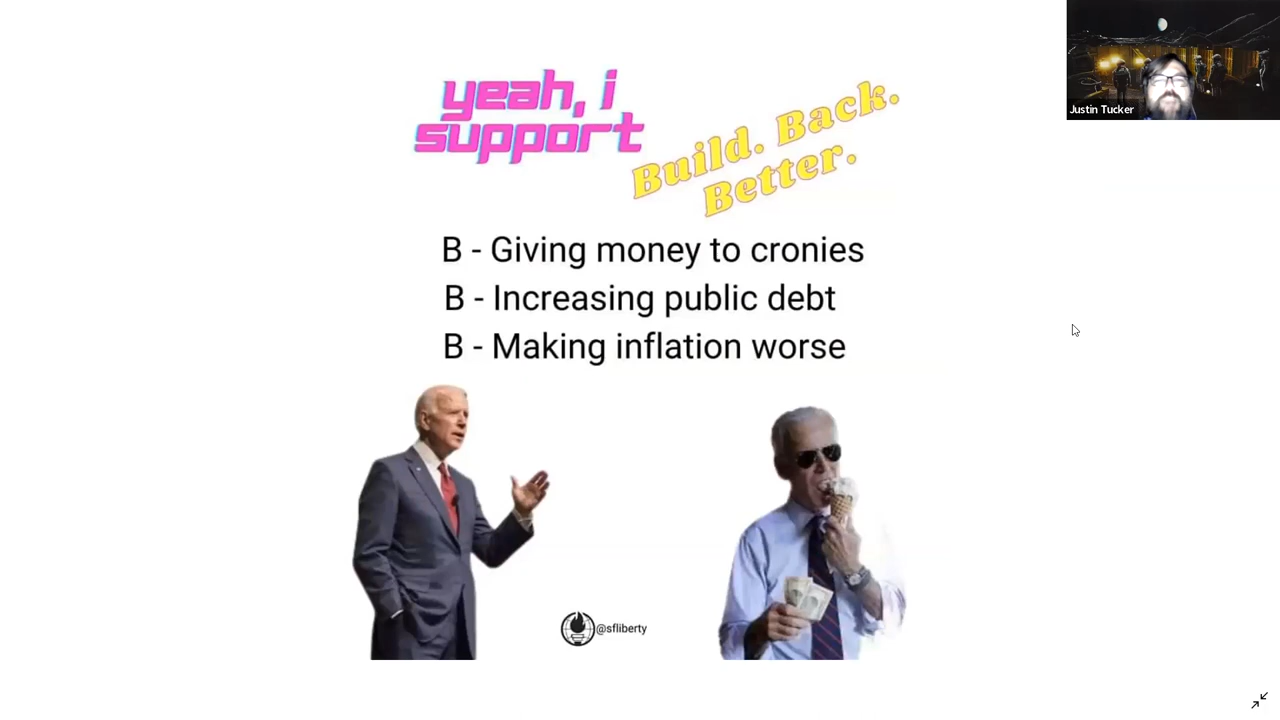 yeah, i
support
Build. Back.
Better.
B - Giving money to cronies
B - Increasing public debt
B - Making inflation worse
@sfliberty
Justin Tucker